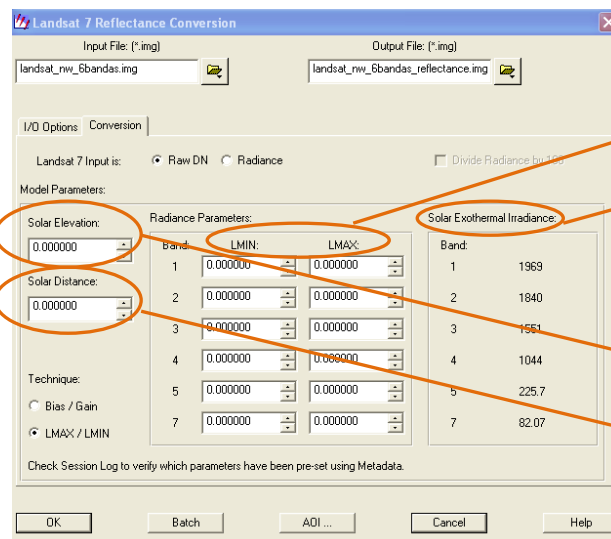 Landsat 7 Reflectance Conversion
Input File: (*.img) Output File: (*.img)
landsat_nw_6bandas.img landsat_nw_6bandas_reflectance.img
I/O Options Conversion
Landsat 7 Input is: Raw DN Radiance Divide Radiance by 100
Model Parameters:
Solar Elevation: Radiance Parameters: Solar Exothermal Irradiance:
0.000000 Band: LMIN: LMAX: Band:
1 0.000000 0.000000 1 1969
Solar Distance:
0.000000 2 0.000000 0.000000 2 1840
3 0.000000 0.000000 3 1551
4 0.000000 0.000000 4 1044
Technique:
Bias / Gain 5 0.000000 0.000000 5 225.7
LMAX / LMIN 7 0.000000 0.000000 7 82.07
Check Session Log to verify which parameters have been pre-set using Metadata.
OK Batch AOI ... Cancel Help